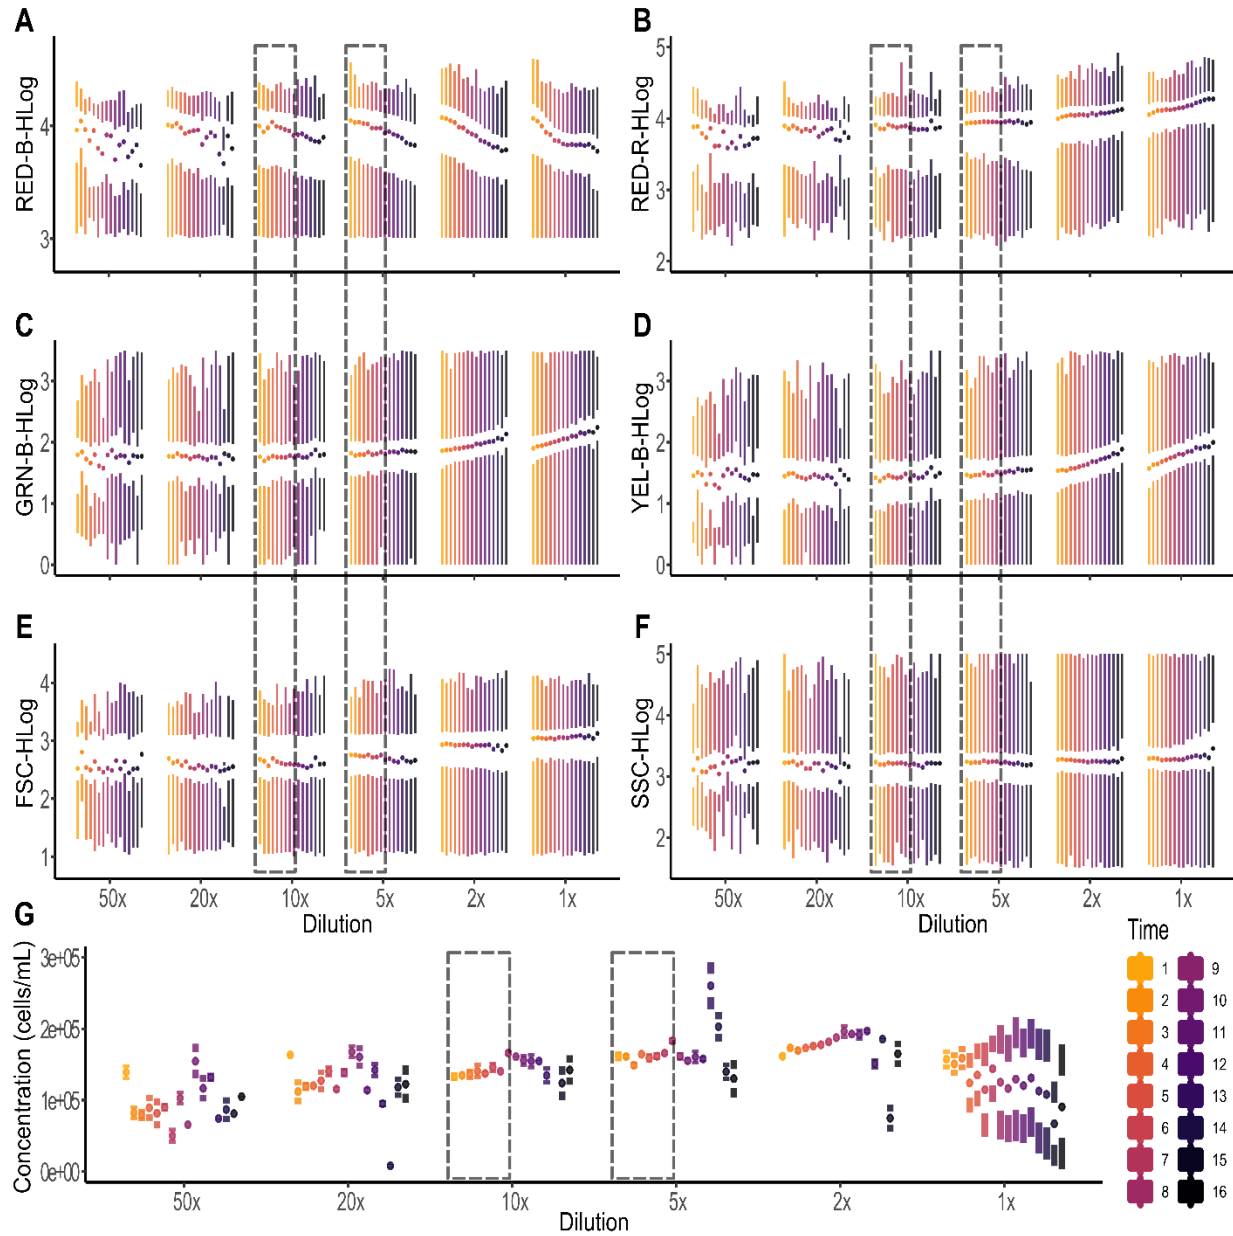 A
B
RED-B-HLog
4
3
RED-R-HLog
5
4
3
2
C
D
GRN-B-HLog
3
2
1
0
YEL-B-HLog
3
2
1
0
E
F
FSC-HLog
4
3
2
1
SSC-HLog
5
4
3
2
50x 20x 10x 5x 2x 1x
50x 20x 10x 5x 2x 1x
Dilution
Dilution
G
Concentration (cells/mL)
3e+05
2e+05
1e+05
0e+00
50x 20x 10x 5x 2x 1x
Dilution
Time
1 9
2 10
3 11
4 12
5 13
6 14
7 15
8 16